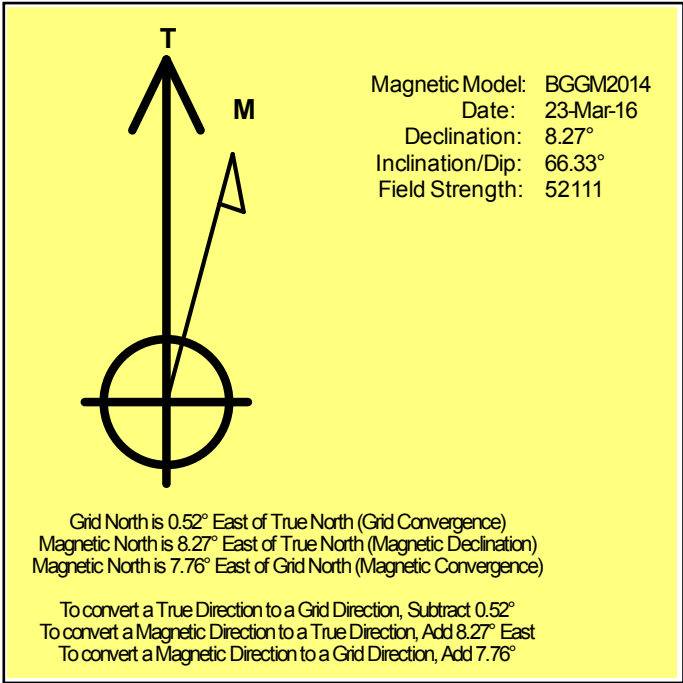 T
M
Magnetic Model: BGGM2014
Date: 23-Mar-16
Declination: 8.27°
Inclination/Dip: 66.33°
Field Strength: 52111
Grid North is 0.52° East of True North (Grid Convergence)
Magnetic North is 8.27° East of True North (Magnetic Declination)
Magnetic North is 7.76° East of Grid North (Magnetic Convergence)
To convert a True Direction to a Grid Direction, Subtract 0.52°
To convert a Magnetic Direction to a True Direction, Add 8.27° East
To convert a Magnetic Direction to a Grid Direction, Add 7.76°